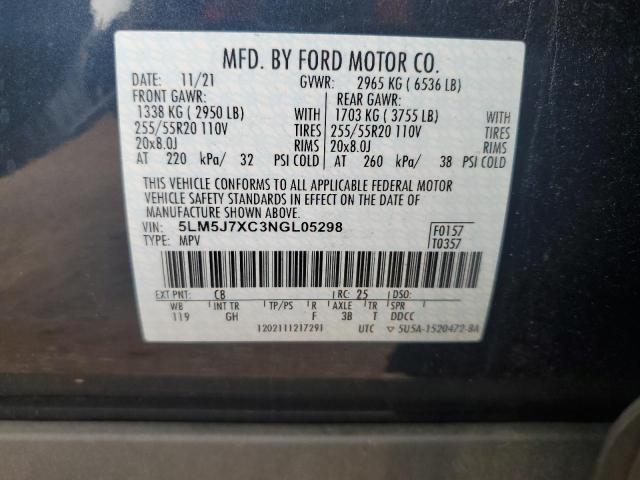 MFD. BY FORD MOTOR CO.
DATE: 11/21 GVWR: 2965 KG ( 6536 LB)
FRONT GAWR: REAR GAWR:
1338 KG ( 2950 LB) WITH 1703 KG ( 3755 LB) WITH
255/55R20 110V TIRES 255/55R20 110V TIRES
20x8.0J RIMS 20x8.0J RIMS
AT 220 kPa/ 32 PSI COLD AT 260 kPa/ 38 PSI COLD
THIS VEHICLE CONFORMS TO ALL APPLICABLE FEDERAL MOTOR
VEHICLE SAFETY STANDARDS IN EFFECT ON THE DATE OF
MANUFACTURE SHOWN ABOVE.
VIN: 5LM5J7XC3NGL05298 F0157
TYPE: MPV T0357
EXT PNT: C8 RC: 25 DSO:
WB INT TR TP/PS R AXLE TR SPR
119 GH F 3B T DDCC
1202111217291 UTC ▽ 5U5A-1520472-BA